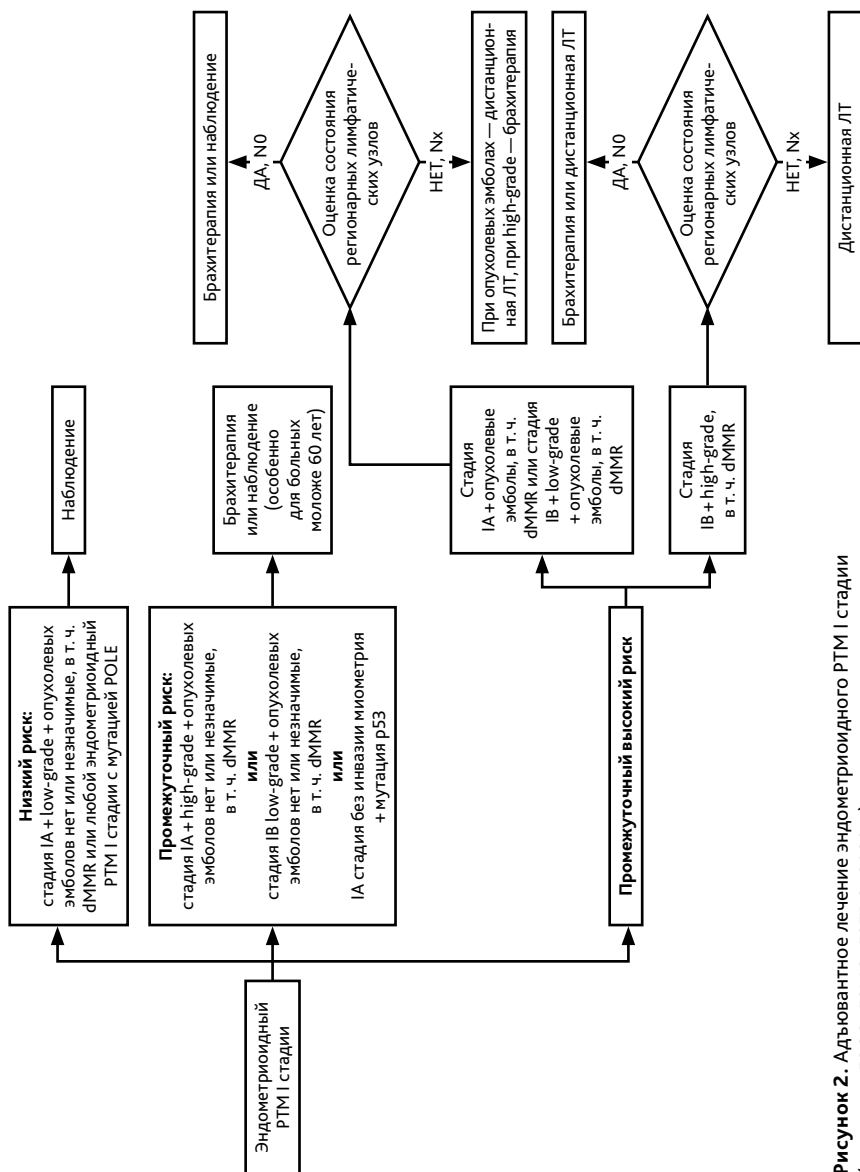 Эндометриоидный
РТМ I стадии
Низкий риск:
стадия IA + low-grade + опухолевых
эмболов нет или незначимые, в т. ч.
dMMR или любой эндометриоидный
РТМ I стадии с мутацией POLE
Наблюдение
Промежуточный риск:
стадия IA + high-grade + опухолевых
эмболов нет или незначимые,
в т. ч. dMMR
или
стадия IB low-grade + опухолевых
эмболов нет или незначимые,
в т. ч. dMMR
или
IA стадия без инвазии миометрия
+ мутация p53
Брахитерапия
или наблюдение
(особенно
для больных
моложе 60 лет)
Промежуточный высокий риск
Стадия
IA + опухолевые
эмболы, в т. ч.
dMMR или стадия
IB + low-grade
+ опухолевые
эмболы, в т. ч.
dMMR
Стадия
IB + high-grade,
в т. ч. dMMR
Брахитерапия или наблюдение
ДА, N0
Оценка состояния
регионарных лимфатиче-
ских узлов
НЕТ, Nx
При опухолевых эмболах — дистанцион-
ная ЛТ, при high-grade — брахитерапия
Брахитерапия или дистанционная ЛТ
ДА, N0
Оценка состояния
регионарных лимфатиче-
ских узлов
НЕТ, Nx
Дистанционная ЛТ
Рисунок 2. Адъювантное лечение эндометриоидного РТМ I стадии